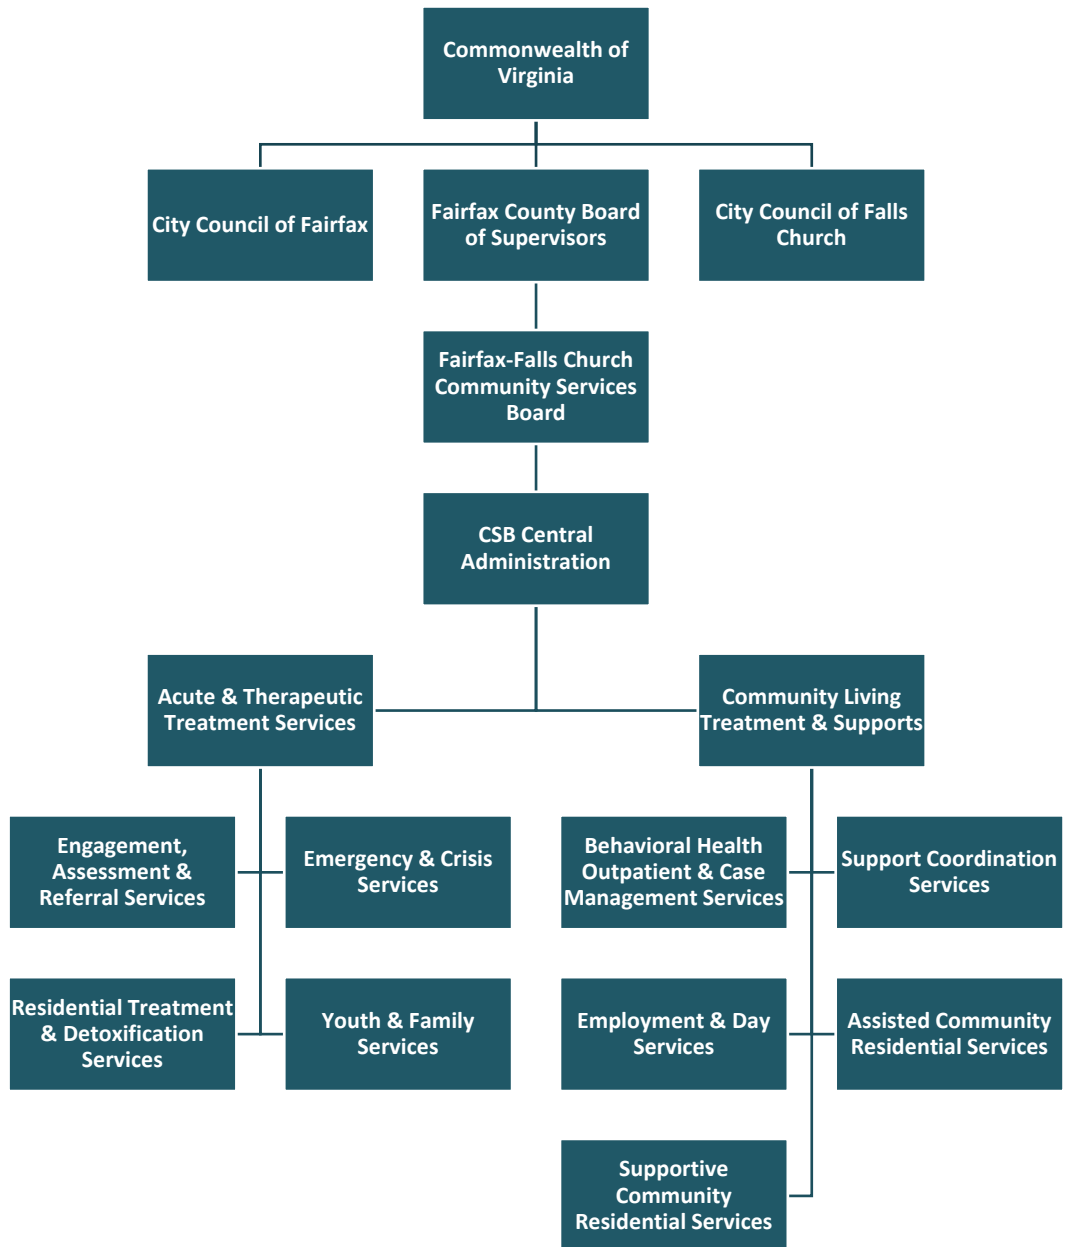 Commonwealth of
Virginia
City Council of Fairfax
Fairfax County Board
of Supervisors
City Council of Falls
Church
Fairfax-Falls Church
Community Services
Board
CSB Central
Administration
Acute & Therapeutic
Treatment Services
Community Living
Treatment & Supports
Engagement,
Assessment &
Referral Services
Emergency & Crisis
Services
Behavioral Health
Outpatient & Case
Management Services
Support Coordination
Services
Residential Treatment
& Detoxification
Services
Youth & Family
Services
Employment & Day
Services
Assisted Community
Residential Services
Supportive
Community
Residential Services